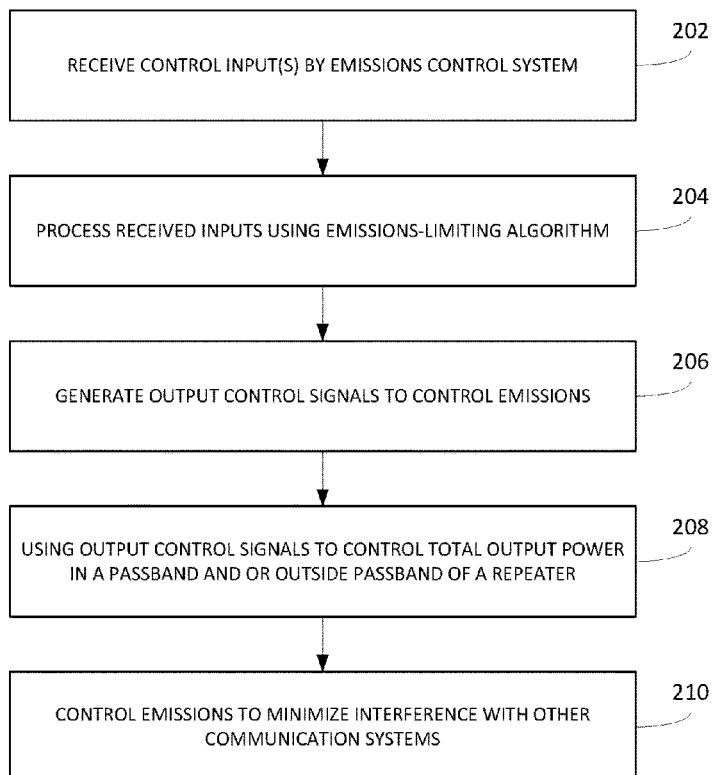 202
RECEIVE CONTROL INPUT(S) BY EMISSIONS CONTROL SYSTEM
204
PROCESS RECEIVED INPUTS USING EMISSIONS-LIMITING ALGORITHM
206
GENERATE OUTPUT CONTROL SIGNALS TO CONTROL EMISSIONS
208
USING OUTPUT CONTROL SIGNALS TO CONTROL TOTAL OUTPUT POWER
IN A PASSBAND AND OR OUTSIDE PASSBAND OF A REPEATER
210
CONTROL EMISSIONS TO MINIMIZE INTERFERENCE WITH OTHER
COMMUNICATION SYSTEMS